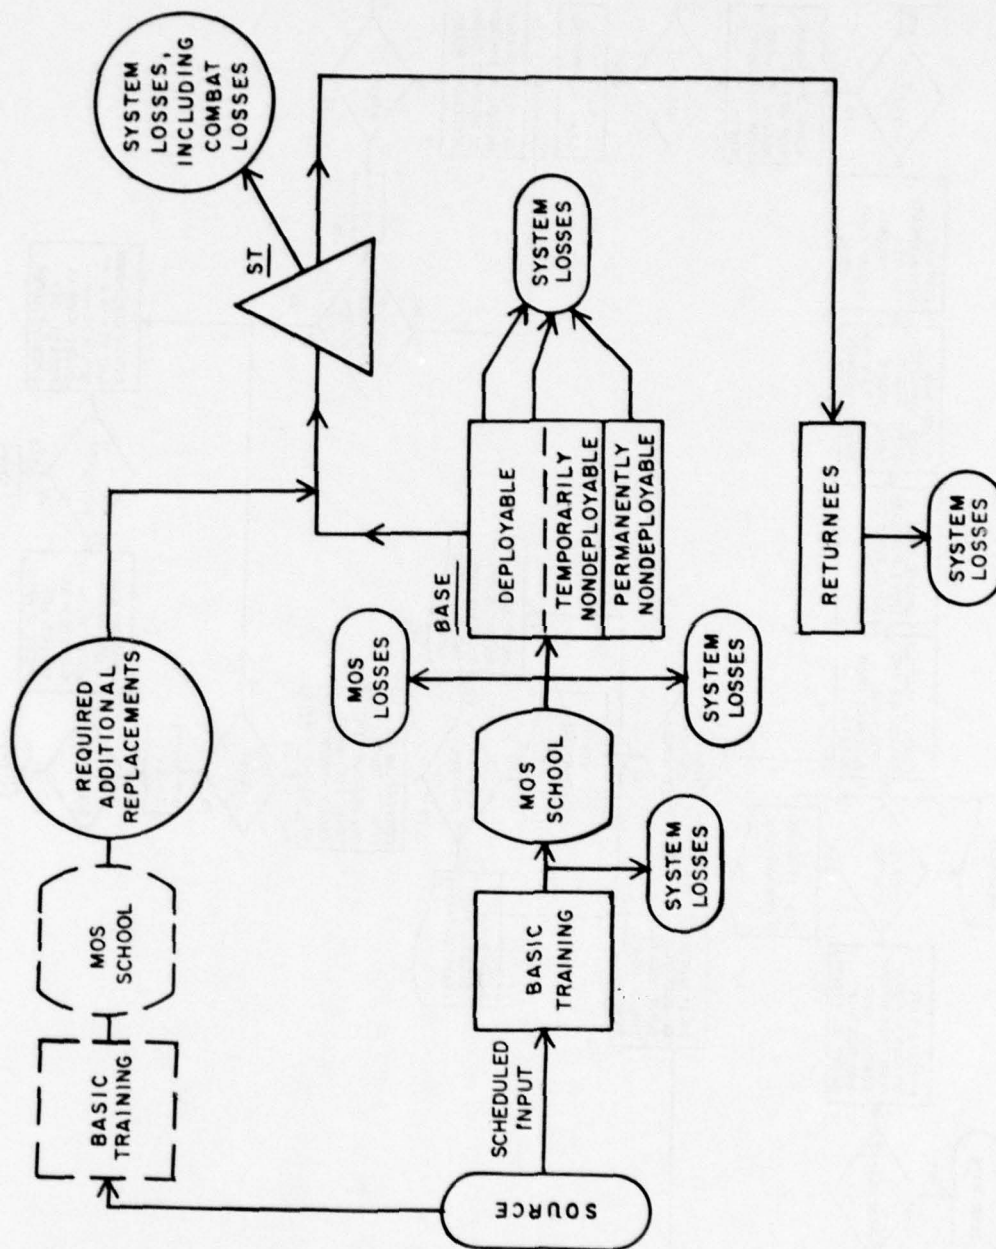 SOURCE
BASIC
TRAINING
MOS
SCHOOL
REQUIRED
ADDITIONAL
REPLACEMENTS
SCHEDULED
INPUT
BASIC
TRAINING
SYSTEM
LOSSES
MOS
SCHOOL
MOS
LOSSES
SYSTEM
LOSSES
BASE
DEPLOYABLE
TEMPORARILY
NONDEPLOYABLE
PERMANENTLY
NONDEPLOYABLE
SYSTEM
LOSSES
ST
SYSTEM
LOSSES,
INCLUDING
COMBAT
LOSSES
RETURNEES
SYSTEM
LOSSES